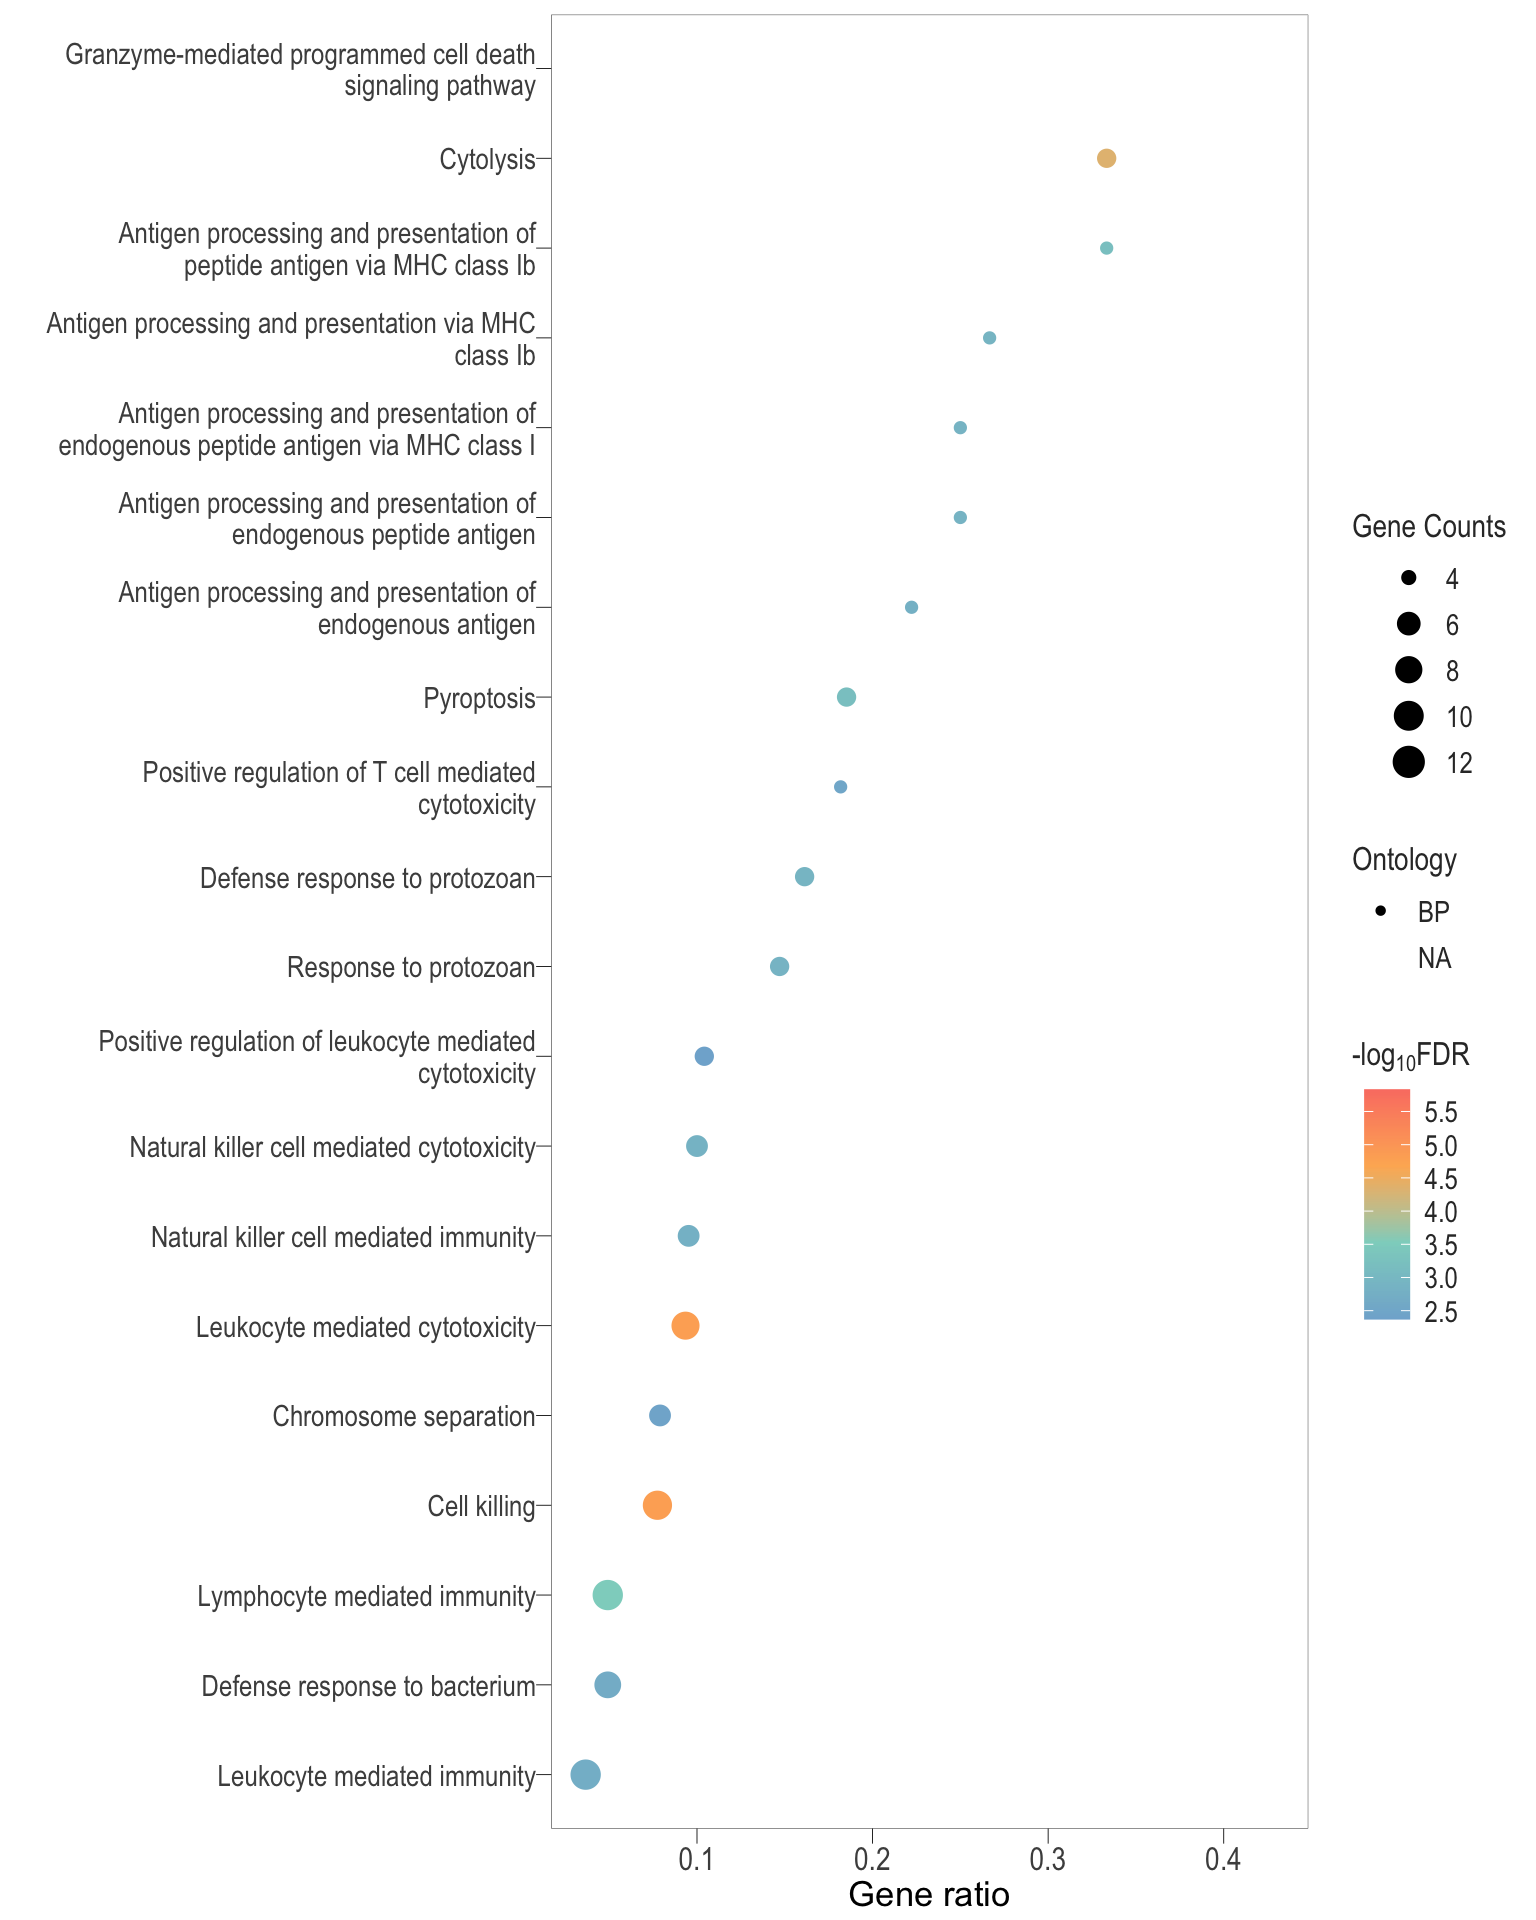 Granzyme-mediated programmed cell death
signaling pathway
Cytolysis
Antigen processing and presentation of
peptide antigen via MHC class Ib
Antigen processing and presentation via MHC
class Ib
Antigen processing and presentation of
endogenous peptide antigen via MHC class I
Antigen processing and presentation of
endogenous peptide antigen
Antigen processing and presentation of
endogenous antigen
Pyroptosis
Positive regulation of T cell mediated
cytotoxicity
Defense response to protozoan
Response to protozoan
Positive regulation of leukocyte mediated
cytotoxicity
Natural killer cell mediated cytotoxicity
Natural killer cell mediated immunity
Leukocyte mediated cytotoxicity
Chromosome separation
Cell killing
Lymphocyte mediated immunity
Defense response to bacterium
Leukocyte mediated immunity
0.1 0.2 0.3 0.4
Gene ratio
Gene Counts
4
6
8
10
12
Ontology
BP
NA
-log₁₀FDR
5.5
5.0
4.5
4.0
3.5
3.0
2.5